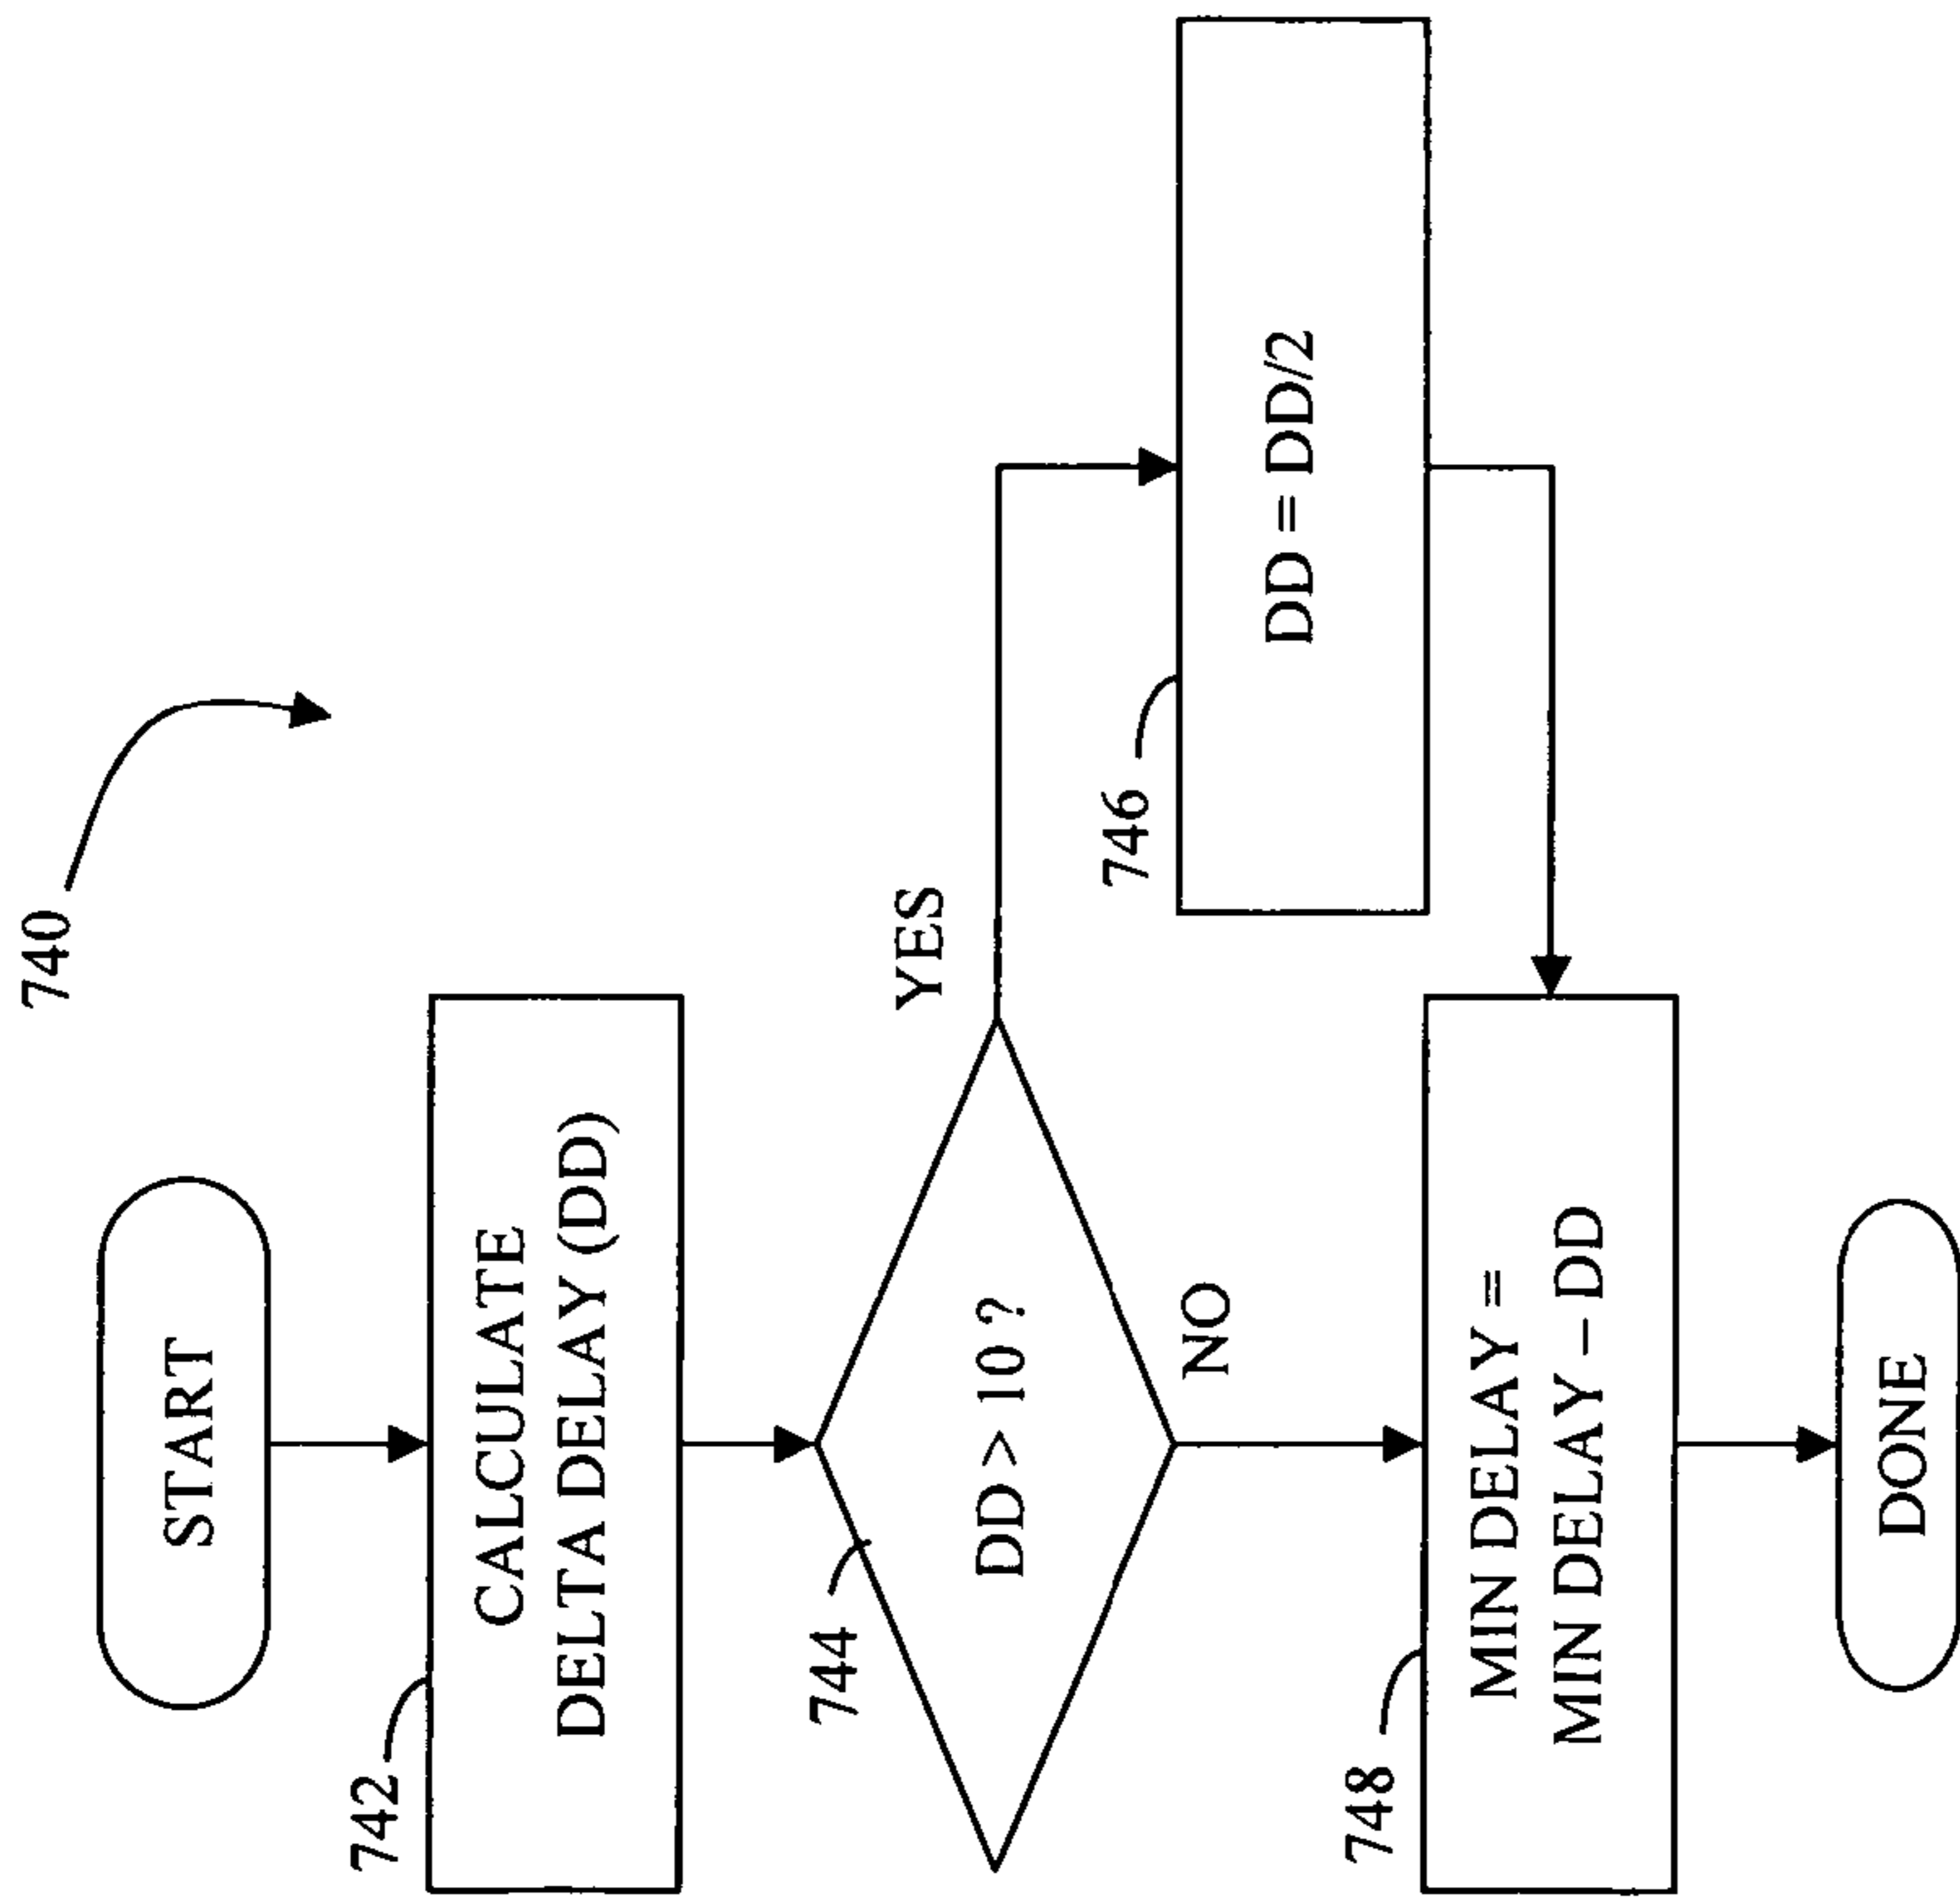 740
START
742
CALCULATE
DELTA DELAY (DD)
744
DD > 10 ?
YES
NO
746
DD = DD/2
748
MIN DELAY =
MIN DELAY – DD
DONE